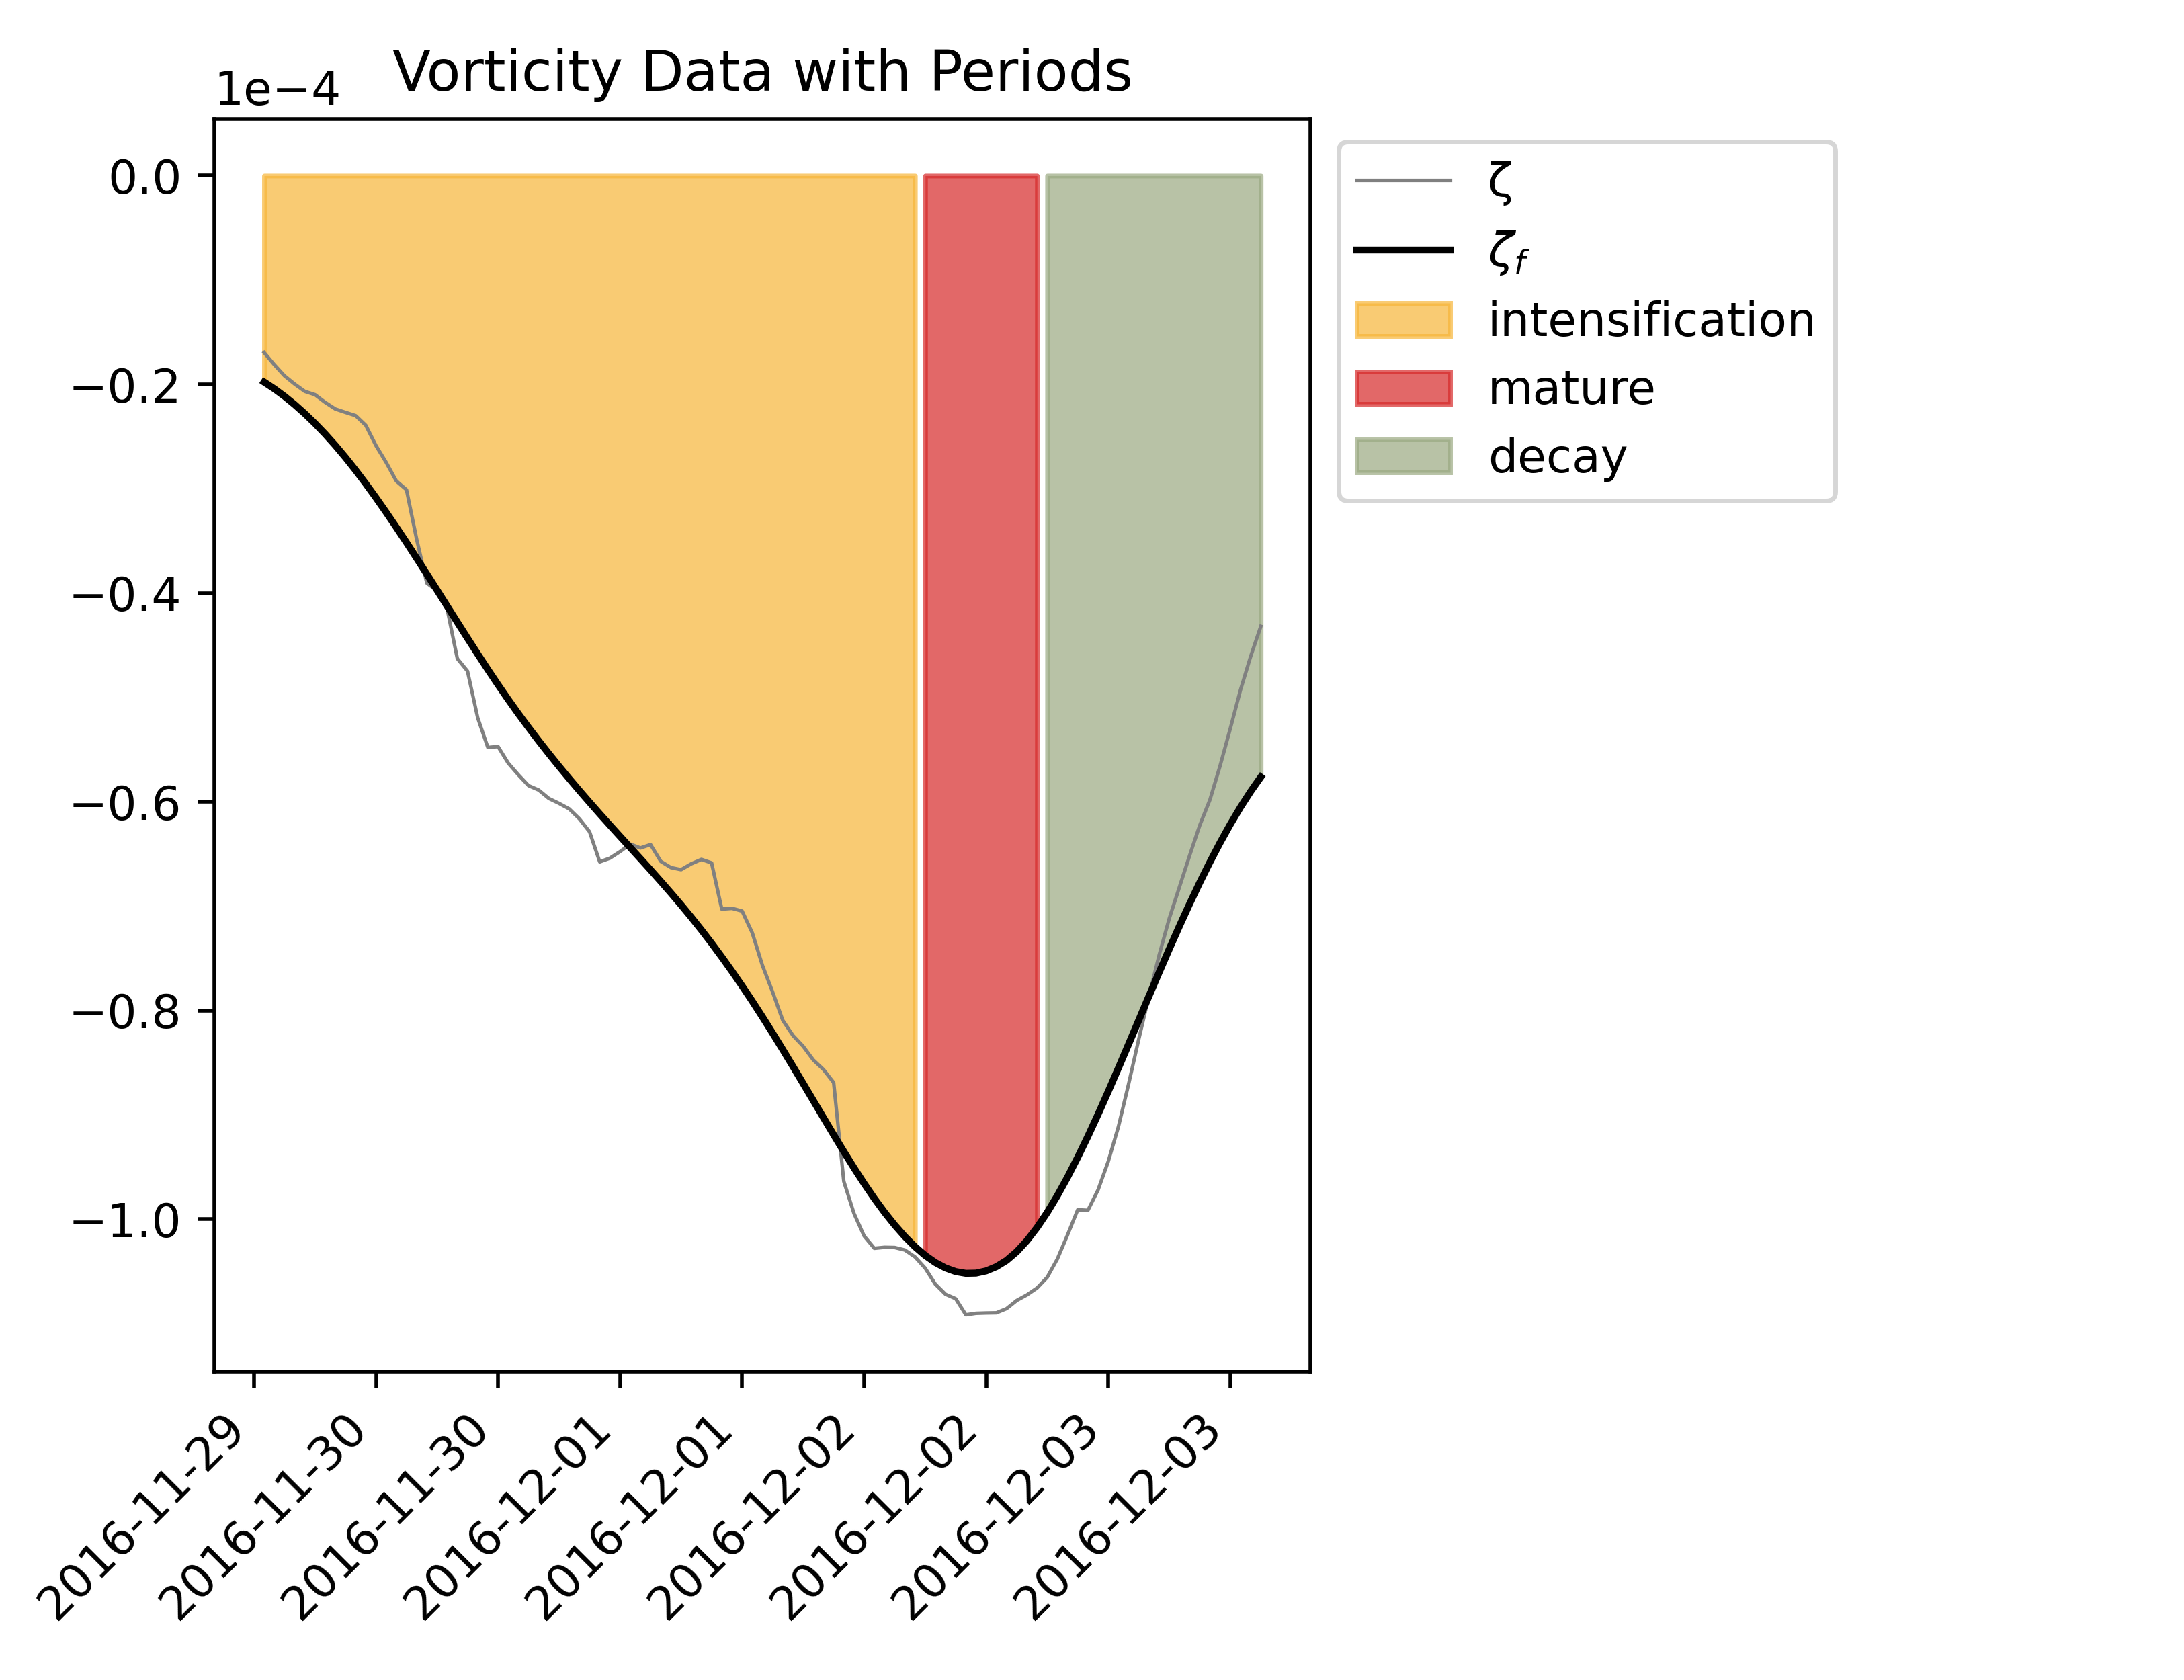 Vorticity Data with Periods
1e−4
0.0
−0.2
−0.4
−0.6
−0.8
−1.0
2016-11-29
2016-11-30
2016-11-30
2016-12-01
2016-12-01
2016-12-02
2016-12-02
2016-12-03
2016-12-03
ζ
ζf
intensification
mature
decay